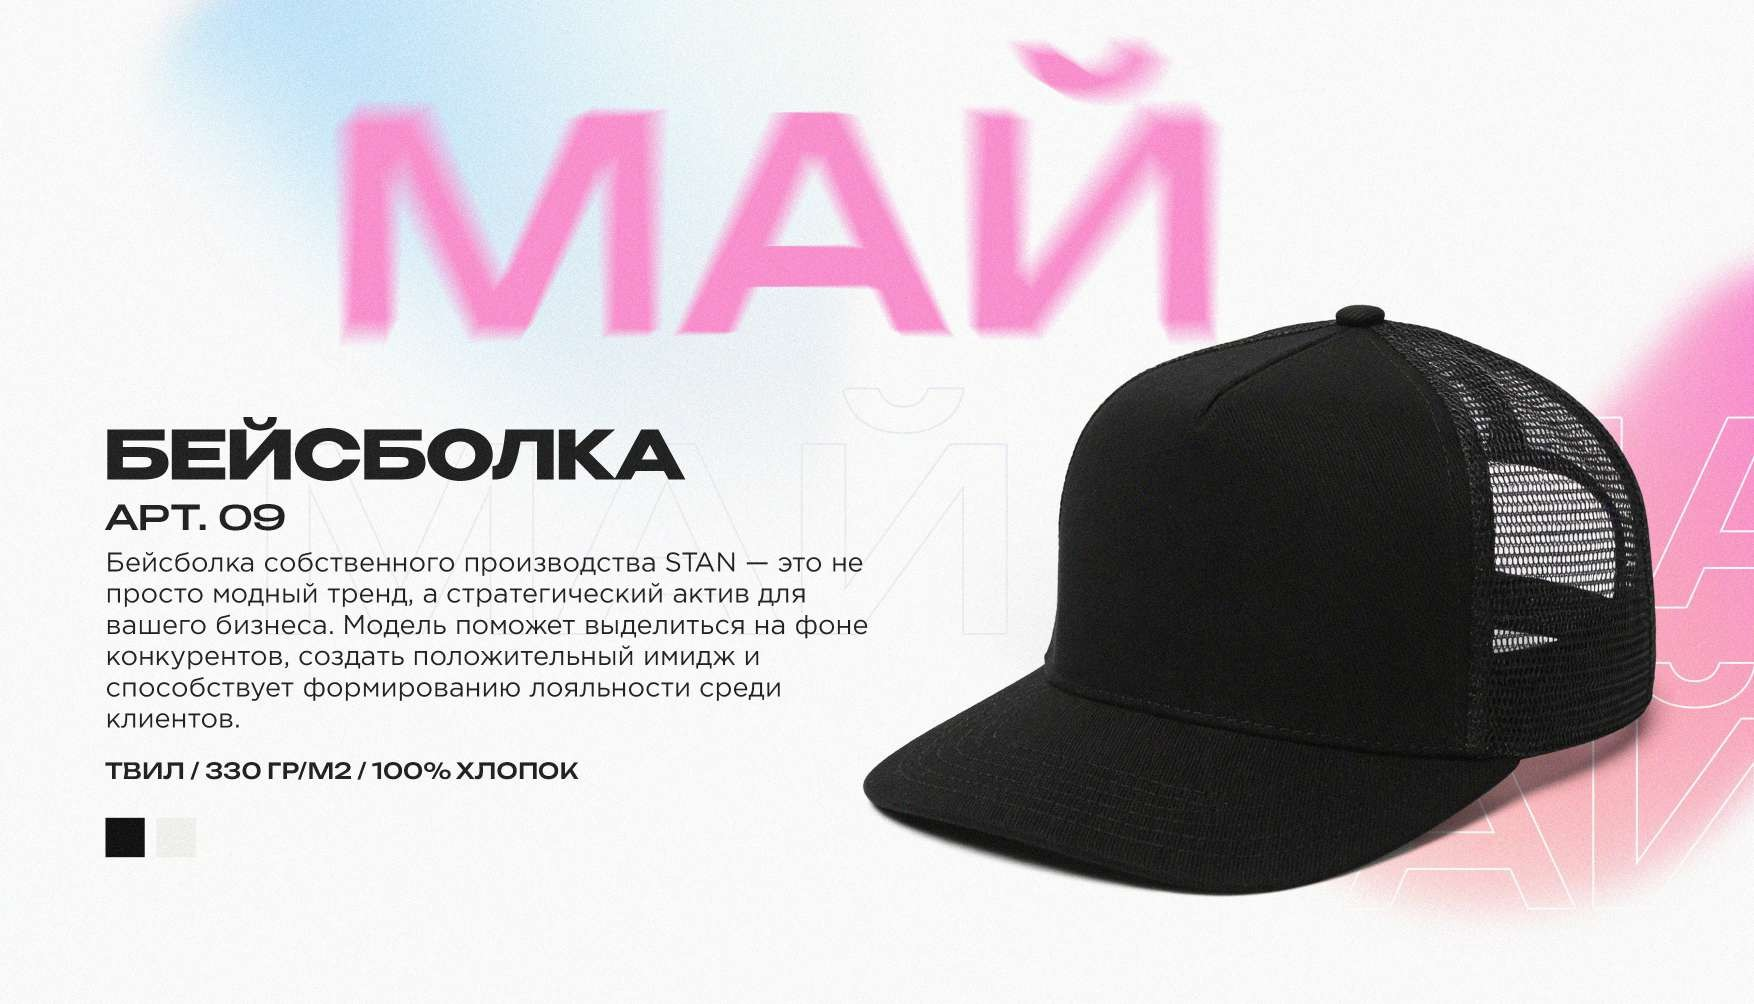 МАЙ
МАЙ
БЕЙСБОЛКА
АРТ. 09
Бейсболка собственного производства STAN — это не
просто модный тренд, а стратегический актив для
вашего бизнеса. Модель поможет выделиться на фоне
конкурентов, создать положительный имидж и
способствует формированию лояльности среди
клиентов.
ТВИЛ / 330 ГР/М2 / 100% ХЛОПОК